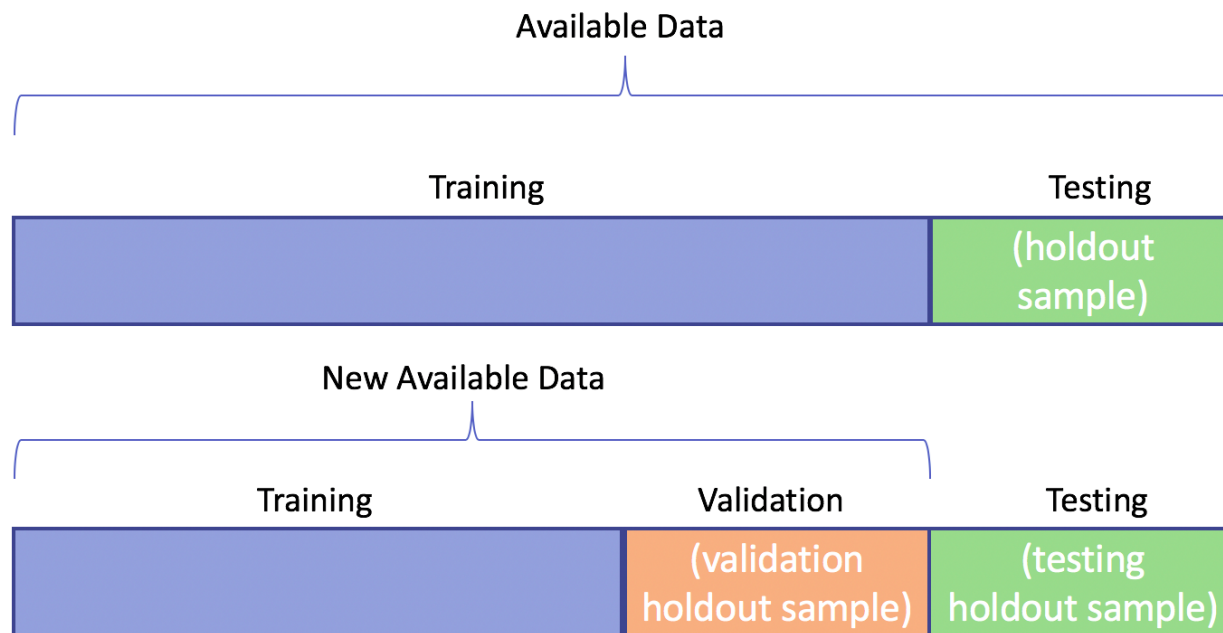 Available Data
Training
Testing
(holdout
sample)
New Available Data
Training
Validation
Testing
(validation
holdout sample)
(testing
holdout sample)